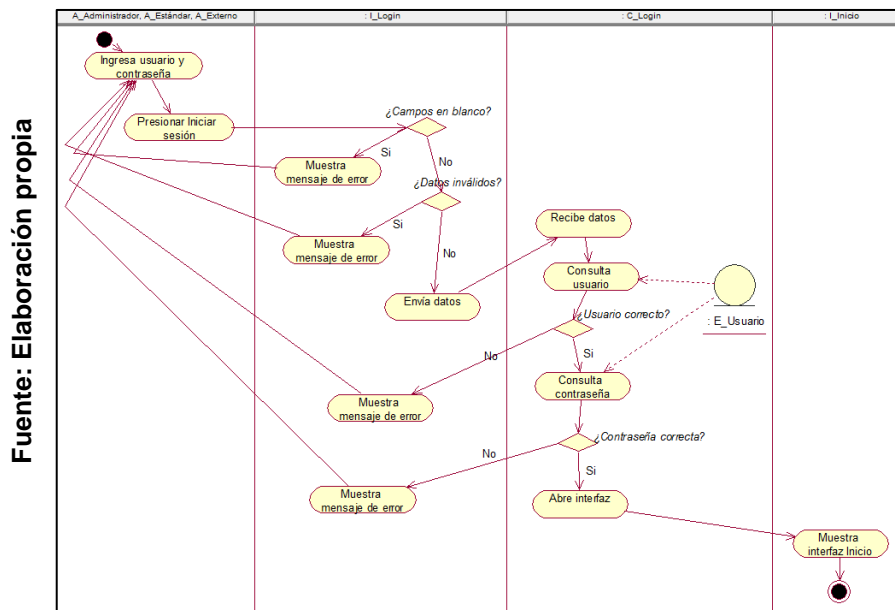 Fuente: Elaboración propia
A_Administrador, A_Estándar, A_Externo
: I_Login
: C_Login
: I_Inicio
Ingresa usuario y
contraseña
Presionar Iniciar
sesión
¿Campos en blanco?
Si
No
Muestra
mensaje de error
¿Datos inválidos?
Si
No
Muestra
mensaje de error
Envía datos
Recibe datos
Consulta
usuario
: E_Usuario
¿Usuario correcto?
No
Si
Muestra
mensaje de error
Consulta
contraseña
¿Contraseña correcta?
No
Si
Muestra
mensaje de error
Abre interfaz
Muestra
interfaz Inicio